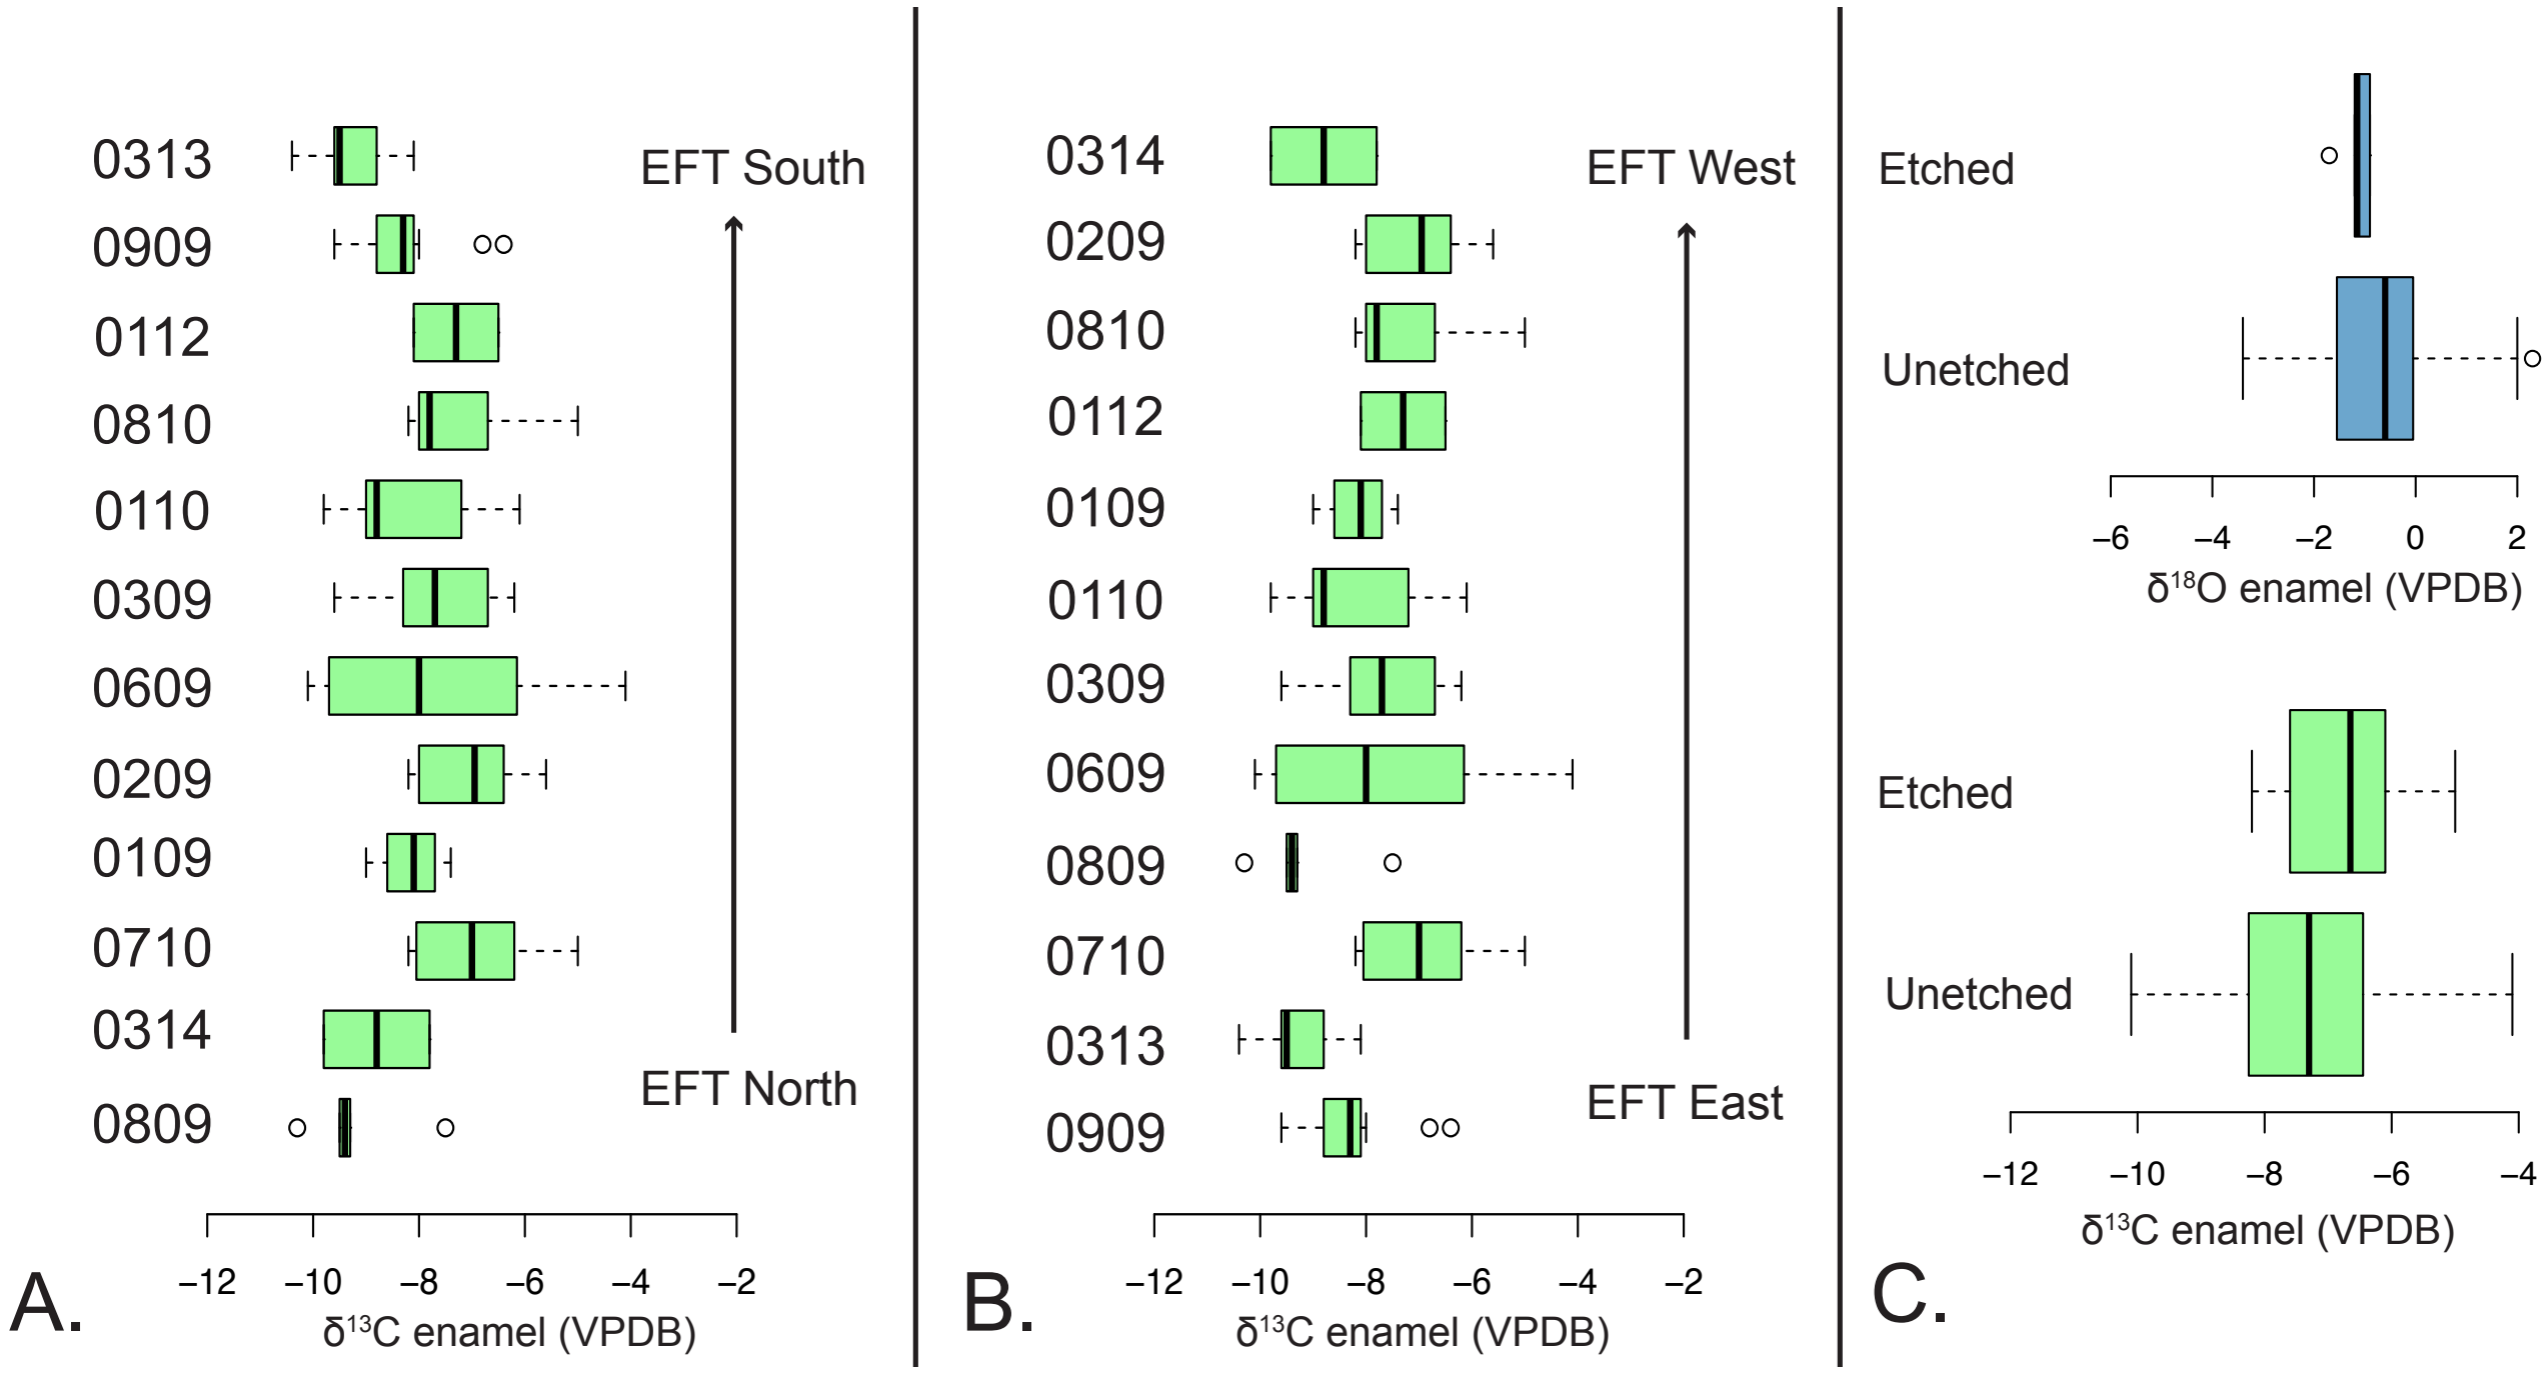 0313
0909
0112
0810
0110
0309
0609
0209
0109
0710
0314
0809
EFT South
EFT North
−12 −10 −8 −6 −4 −2
δ¹³C enamel (VPDB)
A.
0314
0209
0810
0112
0109
0110
0309
0609
0809
0710
0313
0909
EFT West
EFT East
−12 −10 −8 −6 −4 −2
δ¹³C enamel (VPDB)
B.
Etched
Unetched
−6 −4 −2 0 2
δ¹⁸O enamel (VPDB)
Etched
Unetched
−12 −10 −8 −6 −4
δ¹³C enamel (VPDB)
C.